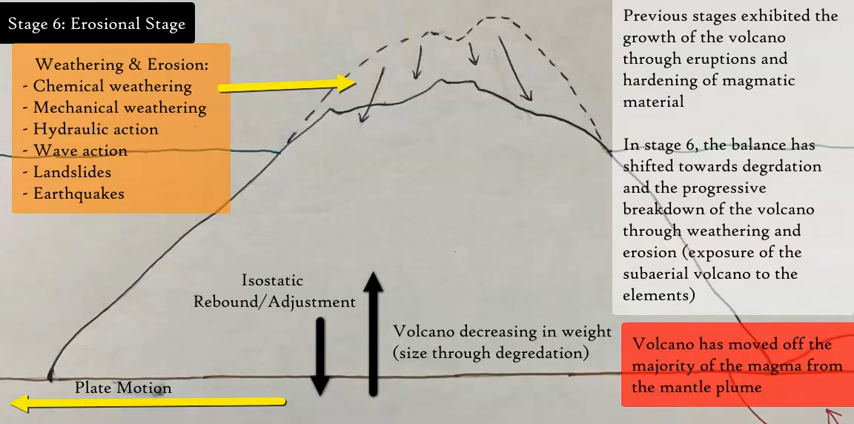 Stage 6: Erosional Stage
Weathering & Erosion:
- Chemical weathering
- Mechanical weathering
- Hydraulic action
- Wave action
- Landslides
- Earthquakes
Previous stages exhibited the
growth of the volcano
through eruptions and
hardening of magmatic
material
In stage 6, the balance has
shifted towards degrdation
and the progressive
breakdown of the volcano
through weathering and
erosion (exposure of the
subaerial volcano to the
elements)
Isostatic
Rebound/Adjustment
Volcano decreasing in weight
(size through degredation)
Volcano has moved off the
majority of the magma from
the mantle plume
Plate Motion